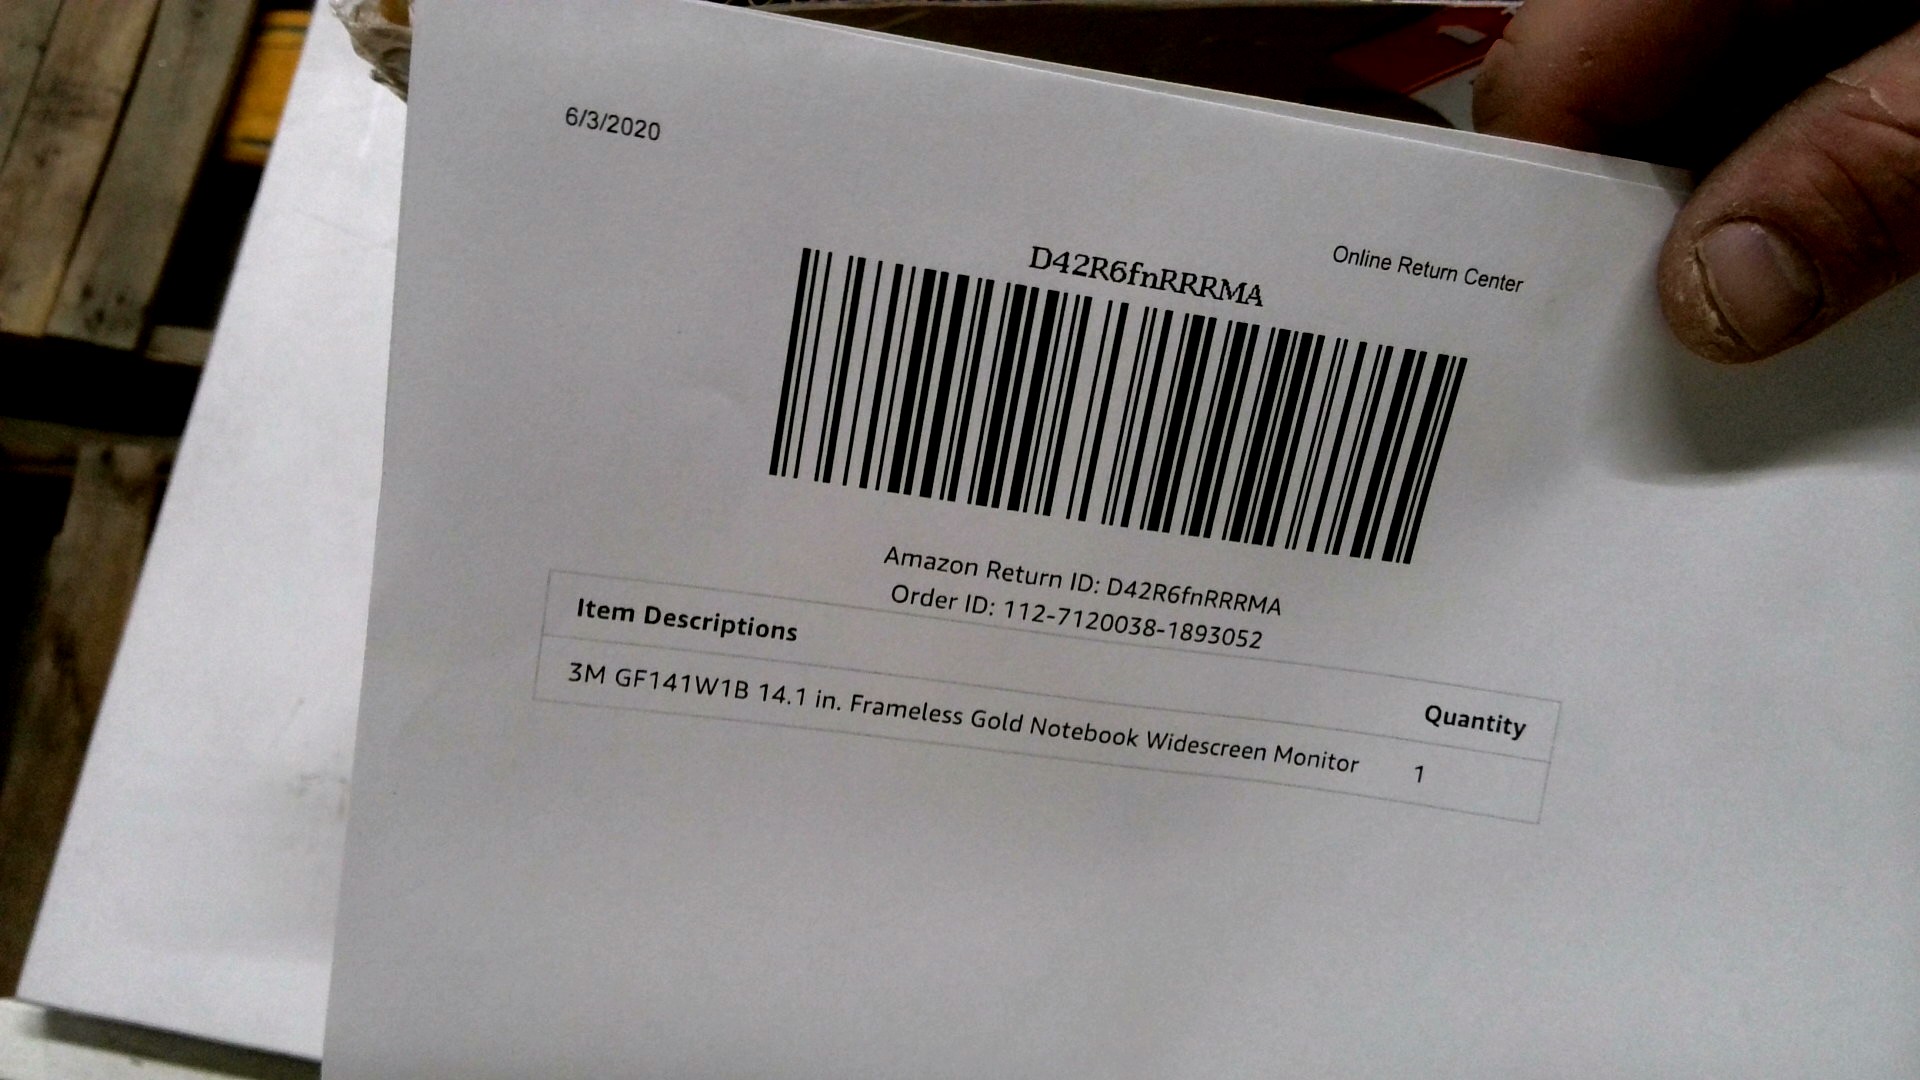 6/3/2020
Online Return Center
D42R6fnRRRMA
Amazon Return ID: D42R6fnRRRMA
Order ID: 112-7120038-1893052
Item Descriptions Quantity
3M GF141W1B 14.1 in. Frameless Gold Notebook Widescreen Monitor 1